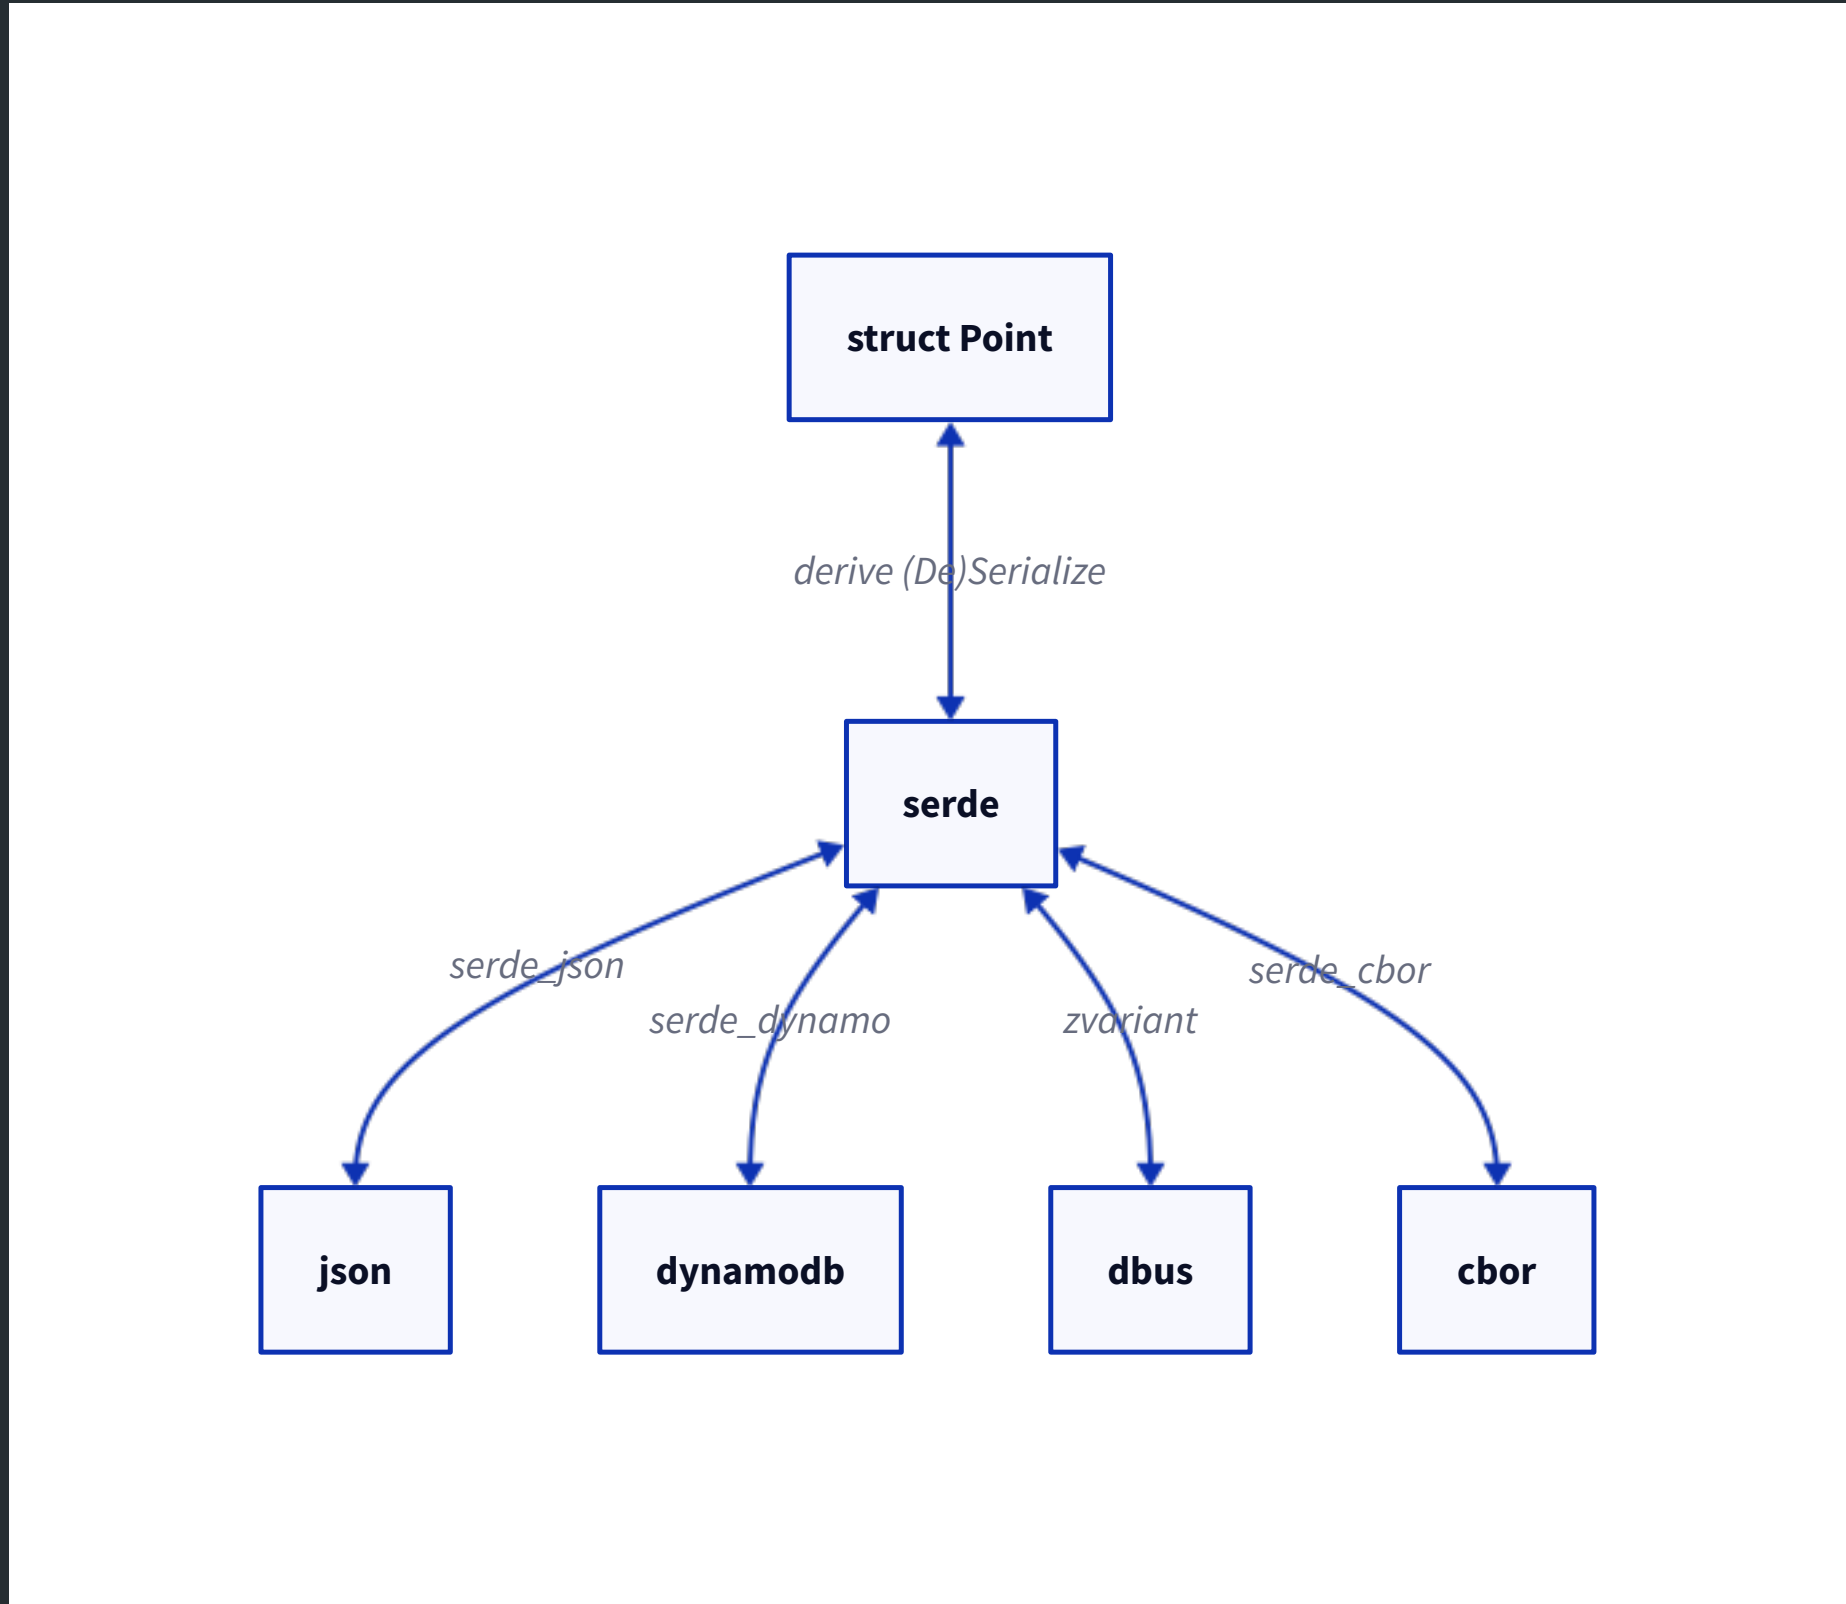 struct Point
derive (De)Serialize
serde
serde_json
serde_cbor
serde_dynamo
zvariant
json
dynamodb
dbus
cbor